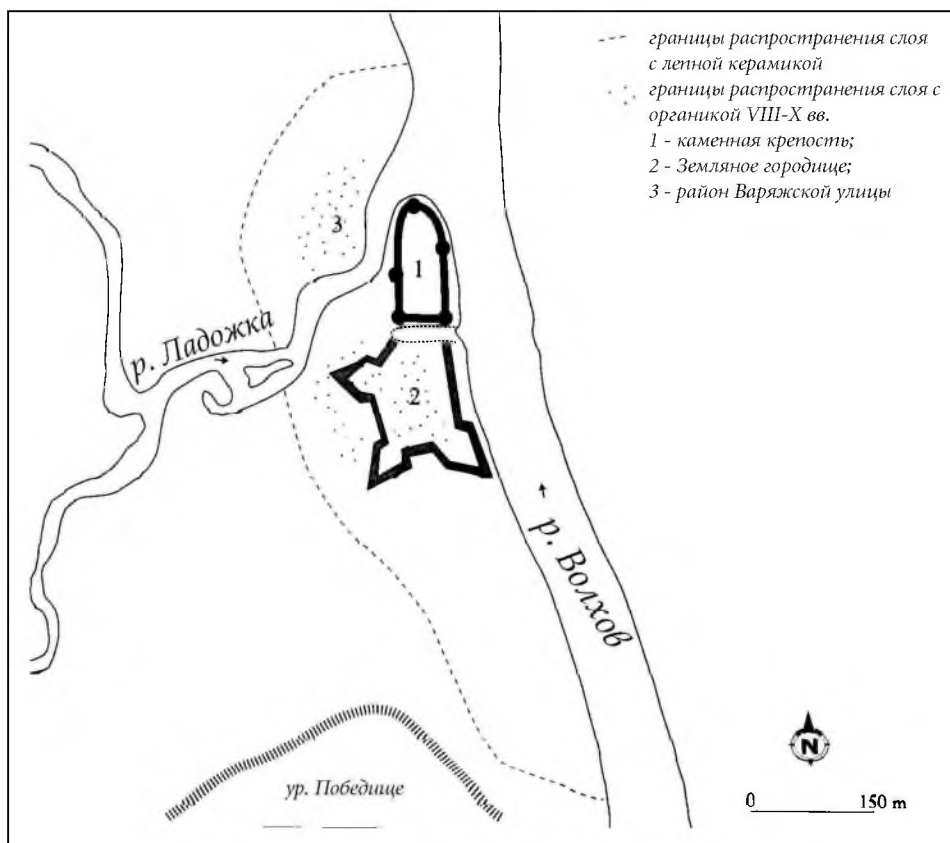 границы распространения слоя
с лепной керамикой
границы распространения слоя с
органикой VIII-X вв.
1 - каменная крепость;
2 - Земляное городище;
3 - район Варяжской улицы
3
1
р. Ладожка
2
р. Волхов
ур. Победище
N
0 150 m